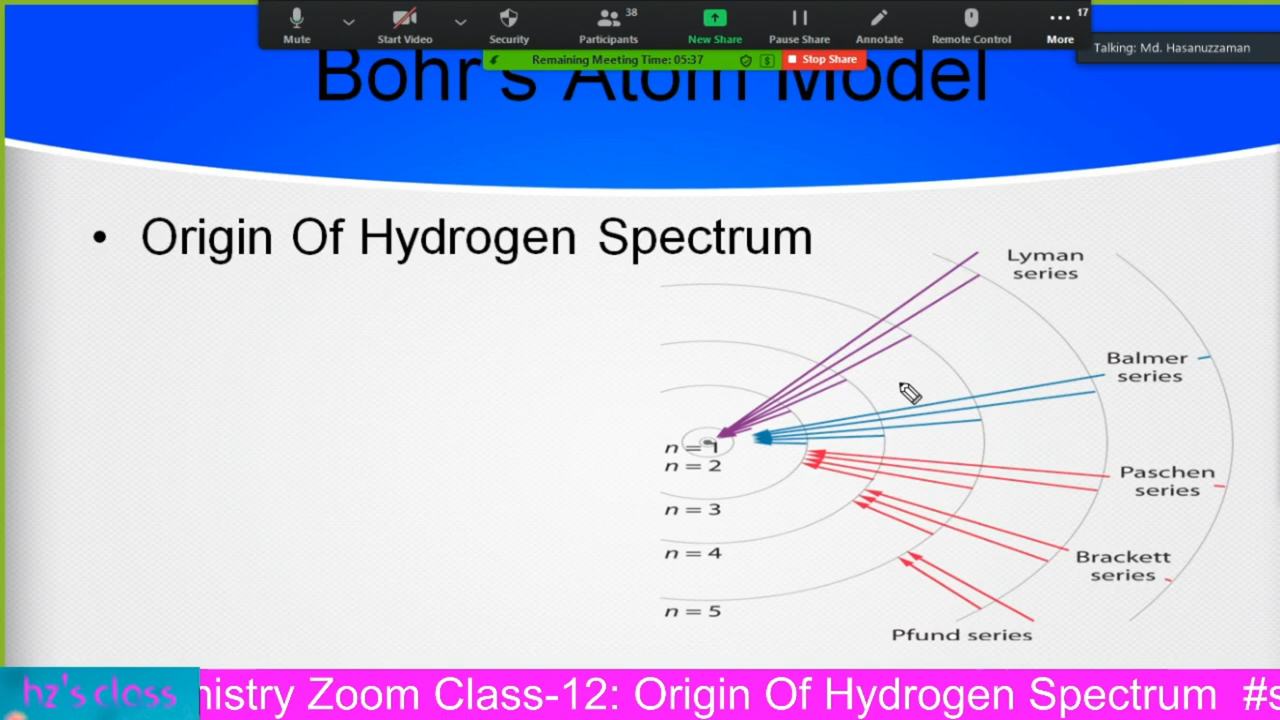 38
17
Mute
Start Video
Security
Participants
New Share
Pause Share
Annotate
Remote Control
More
Talking: Md. Hasanuzzaman
Remaining Meeting Time: 05:37
Stop Share
Bohr's Atom Model
• Origin Of Hydrogen Spectrum
Lyman
series
Balmer
series
n = 1
n = 2
Paschen
series
n = 3
n = 4
Brackett
series
n = 5
Pfund series
hz's class
nistry Zoom Class-12: Origin Of Hydrogen Spectrum #s